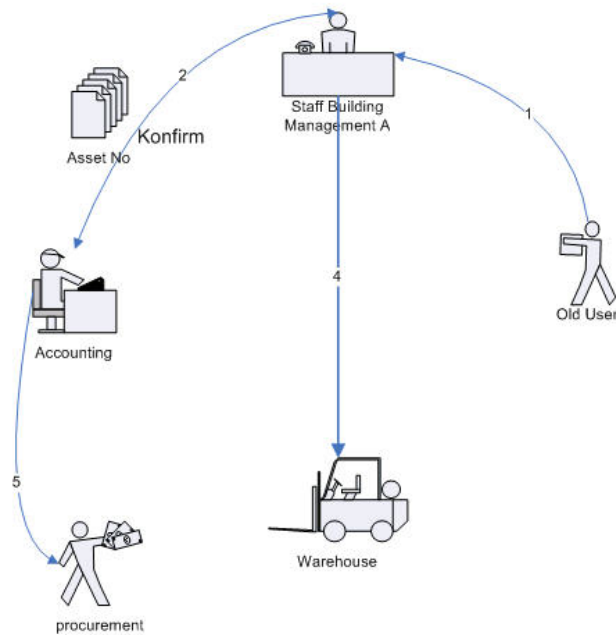 2
1
Staff Building
Management A
Konfirm
Asset No
4
Old User
Accounting
5
Warehouse
procurement